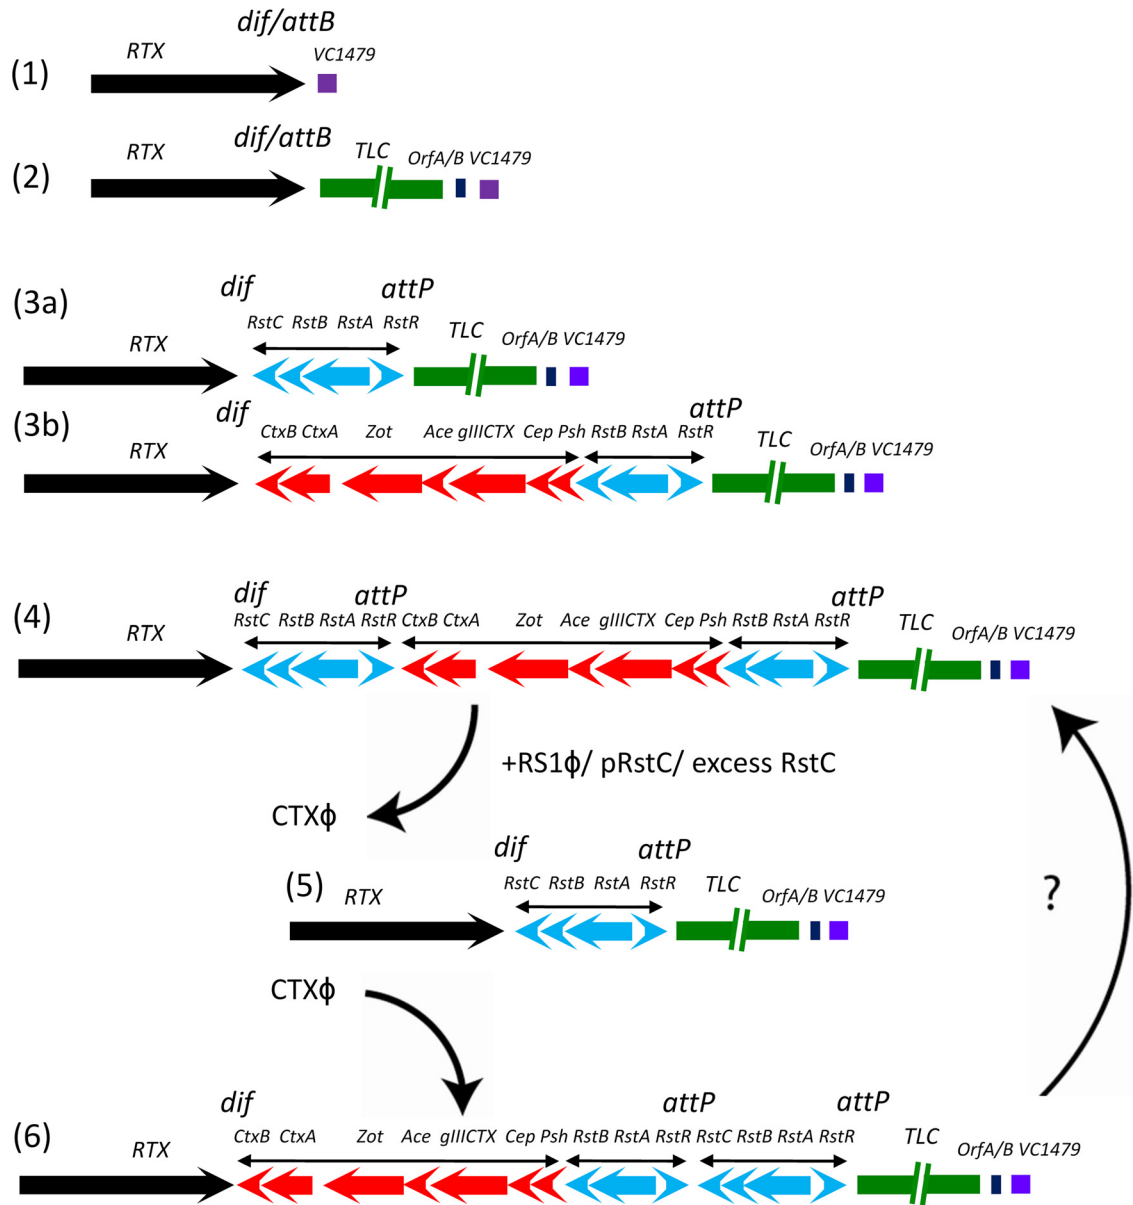 dif/attB
RTX
VC1479
(1)
dif/attB
RTX TLC OrfA/B VC1479
(2)
dif attP
(3a)
RstC RstB RstA RstR
RTX TLC OrfA/B VC1479
dif attP
(3b)
CtxB CtxA Zot Ace gIIICTX Cep Psh RstB RstA RstR
RTX TLC OrfA/B VC1479
dif attP attP
(4)
RstC RstB RstA RstR CtxB CtxA Zot Ace gIIICTX Cep Psh RstB RstA RstR
RTX TLC OrfA/B VC1479
+RS1ϕ/ pRstC/ excess RstC
CTXϕ
dif attP
(5)
RstC RstB RstA RstR
RTX TLC OrfA/B VC1479
?
CTXϕ
dif attP attP
(6)
CtxB CtxA Zot Ace gIIICTX Cep Psh RstB RstA RstR RstC RstB RstA RstR
RTX TLC OrfA/B VC1479